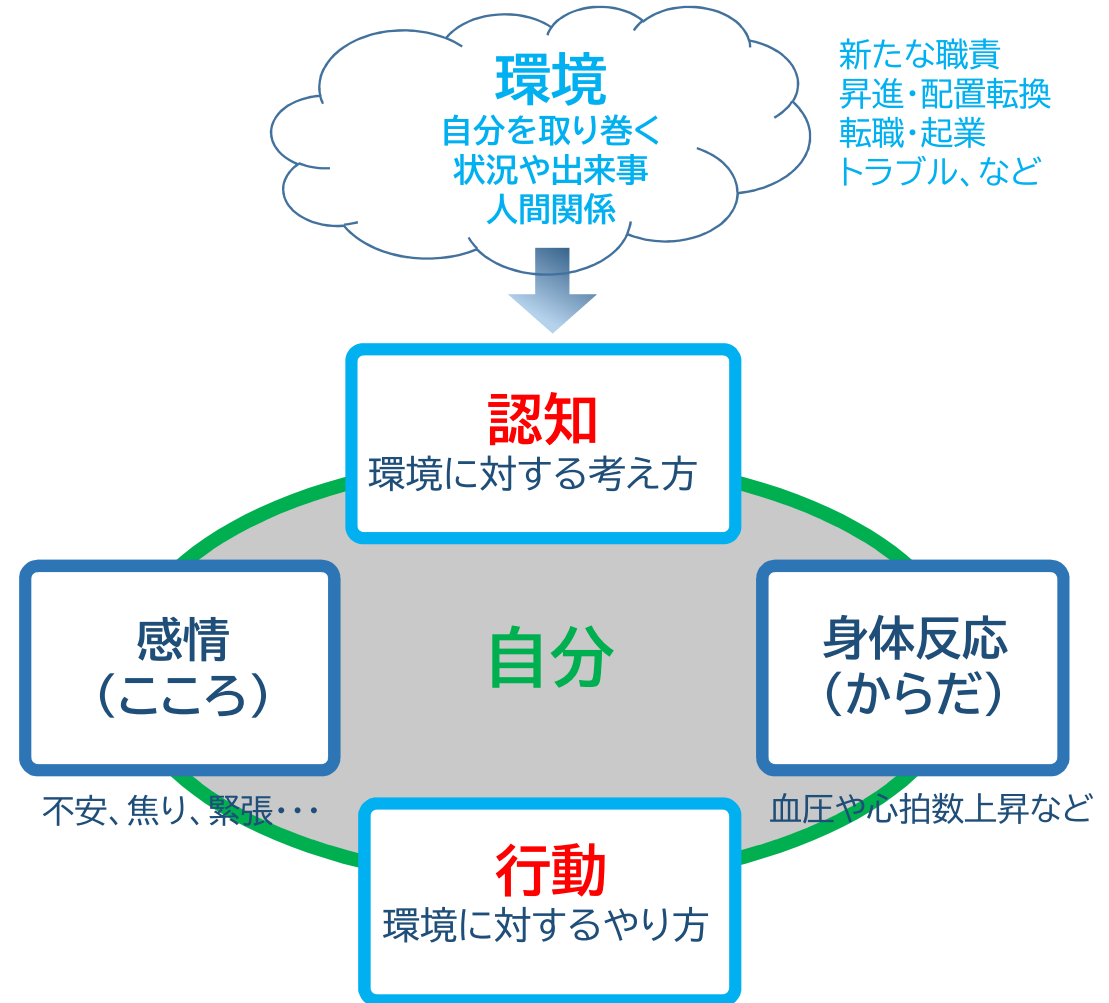 環境
自分を取り巻く
状況や出来事
人間関係
新たな職責
昇進・配置転換
転職・起業
トラブル、など
認知
環境に対する考え方
感情
（こころ）
不安、焦り、緊張・・・
自分
身体反応
（からだ）
血圧や心拍数上昇など
行動
環境に対するやり方